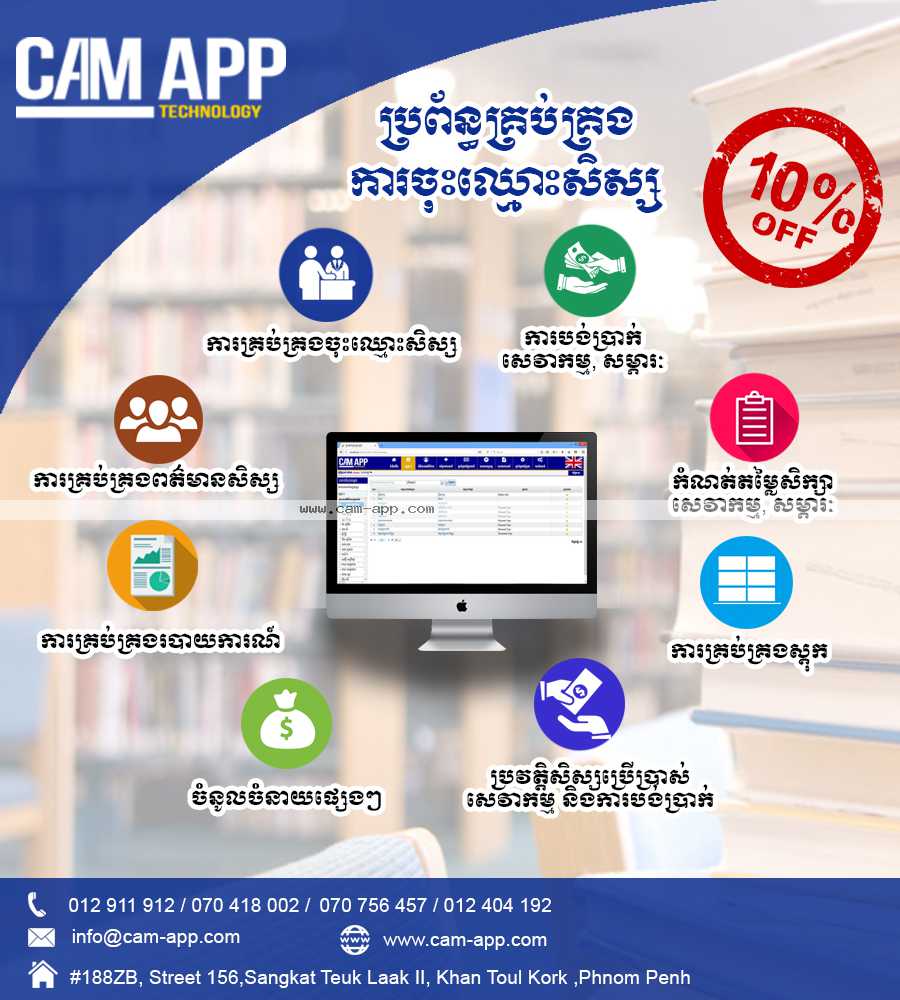 CAM APP
TECHNOLOGY
ប្រព័ន្ធគ្រប់គ្រង
ការចុះឈ្មោះសិស្ស
10%
OFF
ការគ្រប់គ្រងចុះឈ្មោះសិស្ស
ការបង់ប្រាក់
សេវាកម្ម, សម្ភារៈ
ការគ្រប់គ្រងពត៌មានសិស្ស
កំណត់តម្លៃសិក្សា
សេវាកម្ម, សម្ភារៈ
CAM APP
www.cam-app.com
ការគ្រប់គ្រងរបាយការណ៍
ការគ្រប់គ្រងស្តុក
ចំនូលចំនាយផ្សេងៗ
ប្រវត្តិសិស្សប្រើប្រាស់
សេវាកម្ម និងការបង់ប្រាក់
012 911 912 / 070 418 002 / 070 756 457 / 012 404 192
info@cam-app.com
www.cam-app.com
#188ZB, Street 156,Sangkat Teuk Laak II, Khan Toul Kork ,Phnom Penh